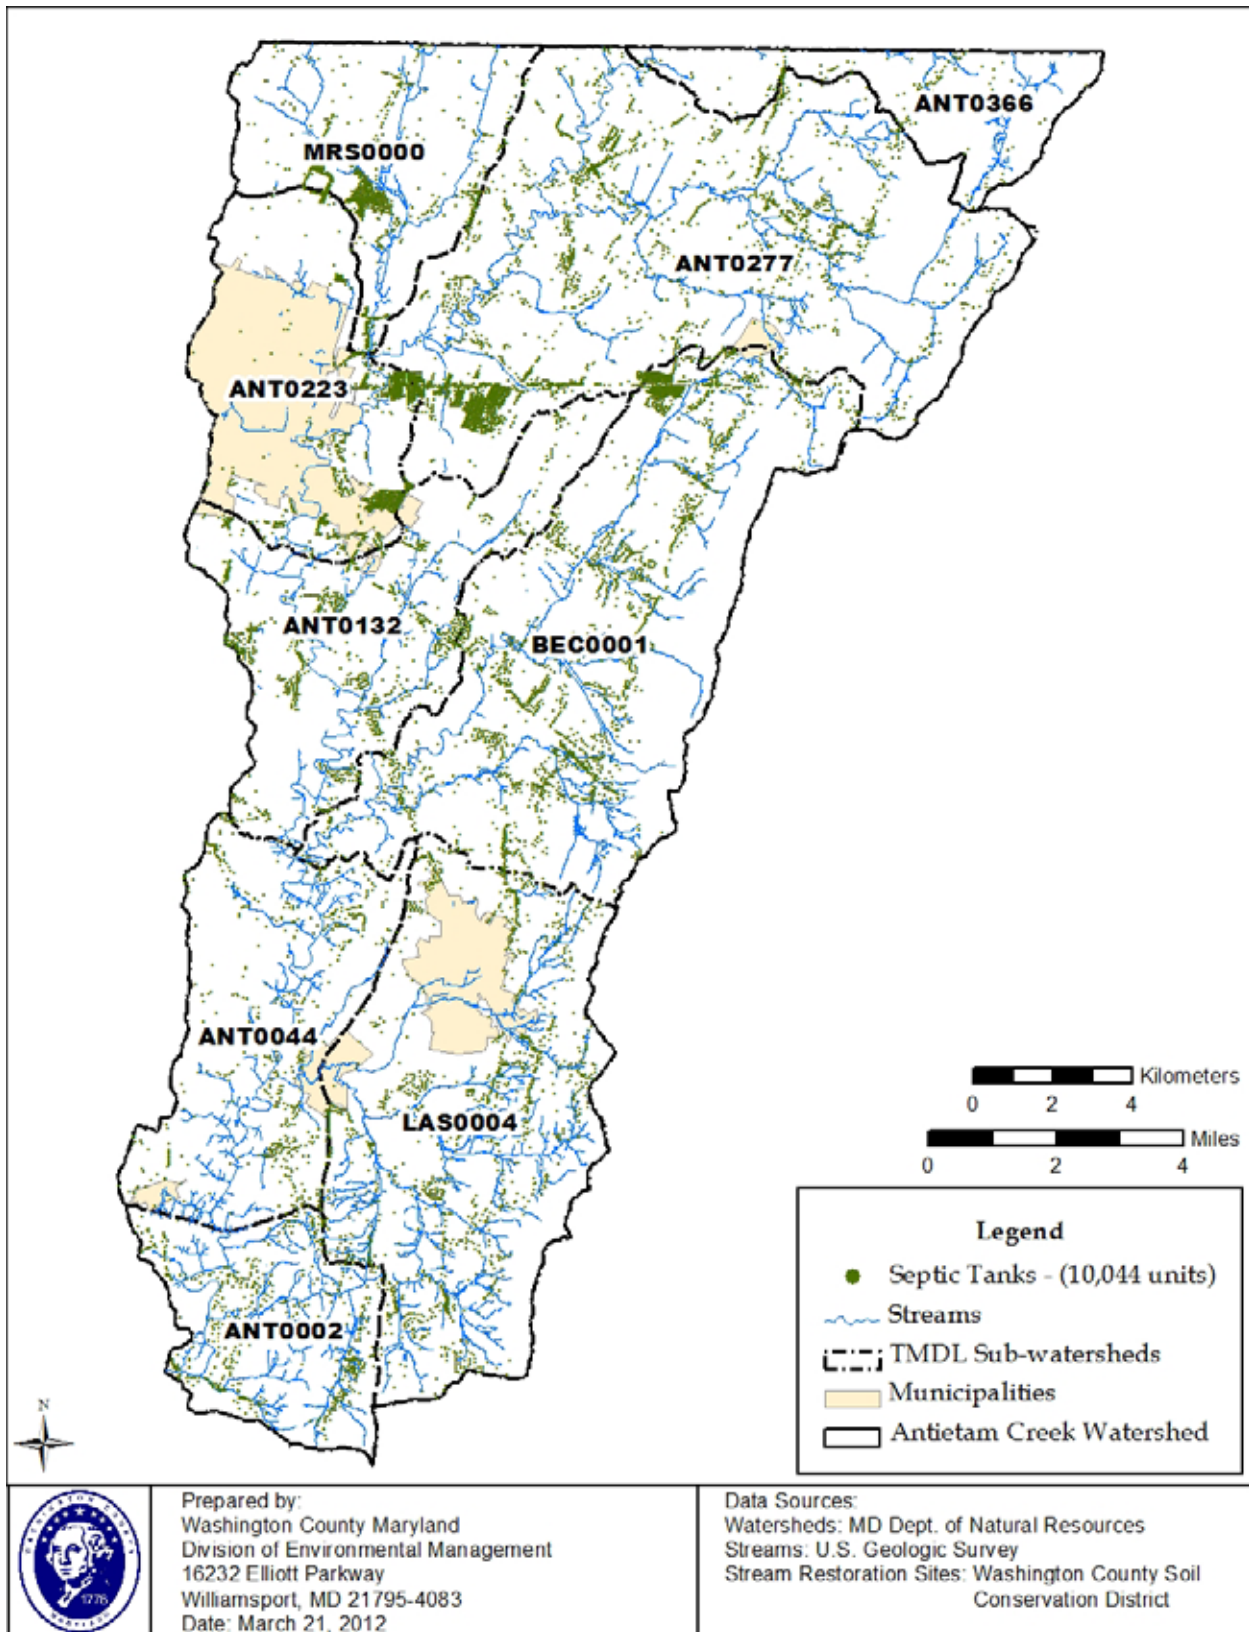 ANT0366
MRS0000
ANT0277
ANT0223
ANT0132
BEC0001
ANT0044
LAS0004
ANT0002
Kilometers
0 2 4
Miles
0 2 4
Legend
Septic Tanks - (10,044 units)
Streams
TMDL Sub-watersheds
Municipalities
Antietam Creek Watershed
N
WASHINGTON COUNTY
1776
MARYLAND
Prepared by:
Washington County Maryland
Division of Environmental Management
16232 Elliott Parkway
Williamsport, MD 21795-4083
Date: March 21, 2012
Data Sources:
Watersheds: MD Dept. of Natural Resources
Streams: U.S. Geologic Survey
Stream Restoration Sites: Washington County Soil
Conservation District